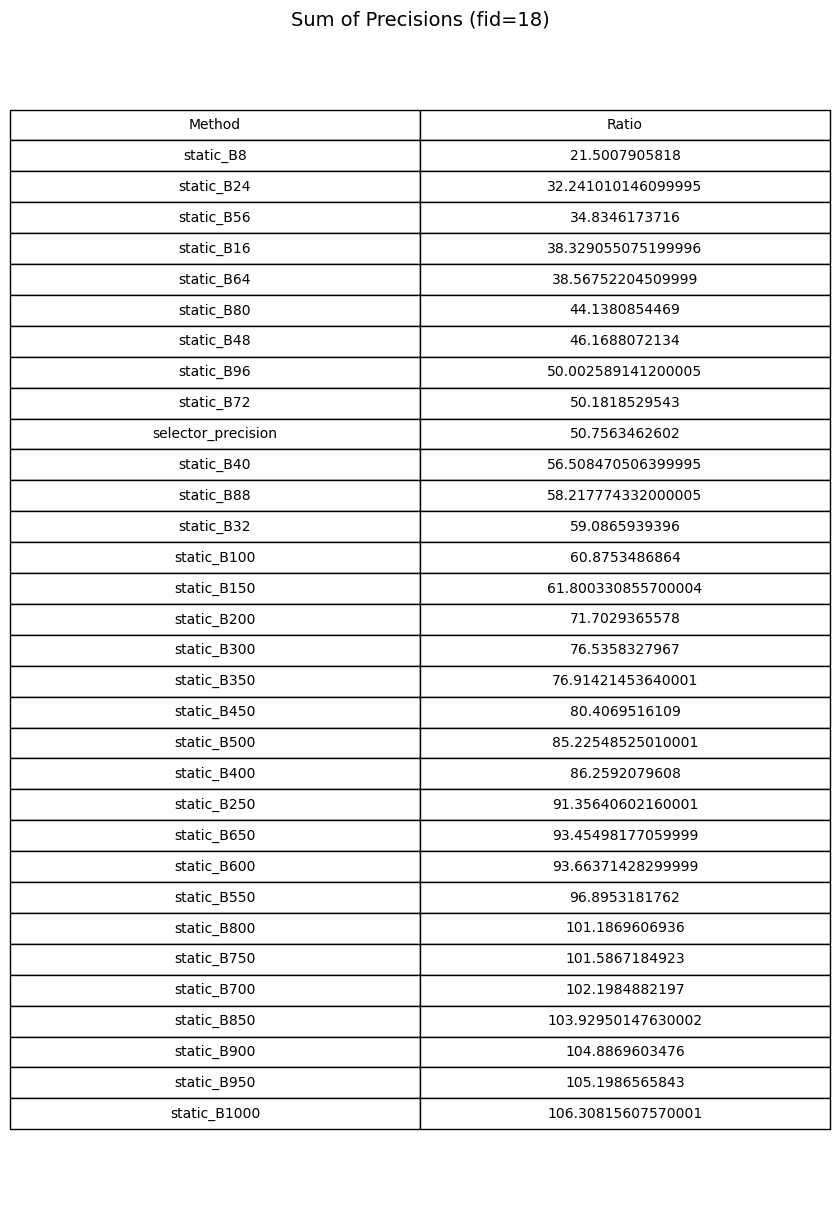 Sum of Precisions (fid=18)
Method Ratio
static_B8 21.5007905818
static_B24 32.241010146099995
static_B56 34.8346173716
static_B16 38.329055075199996
static_B64 38.56752204509999
static_B80 44.1380854469
static_B48 46.1688072134
static_B96 50.002589141200005
static_B72 50.1818529543
selector_precision 50.7563462602
static_B40 56.508470506399995
static_B88 58.217774332000005
static_B32 59.0865939396
static_B100 60.8753486864
static_B150 61.800330855700004
static_B200 71.7029365578
static_B300 76.5358327967
static_B350 76.91421453640001
static_B450 80.4069516109
static_B500 85.22548525010001
static_B400 86.2592079608
static_B250 91.35640602160001
static_B650 93.45498177059999
static_B600 93.66371428299999
static_B550 96.8953181762
static_B800 101.1869606936
static_B750 101.5867184923
static_B700 102.1984882197
static_B850 103.92950147630002
static_B900 104.8869603476
static_B950 105.1986565843
static_B1000 106.30815607570001